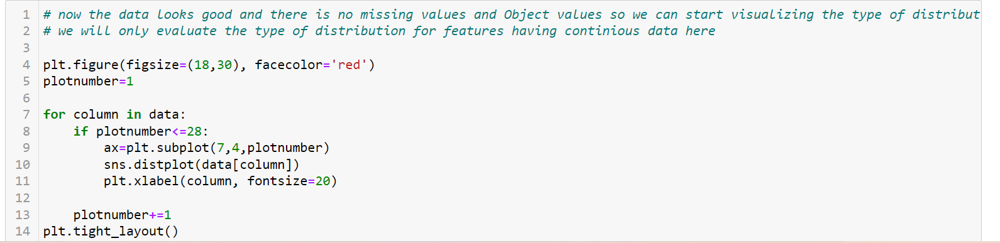 1 # now the data looks good and there is no missing values and Object values so we can start visualizing the type of distribut
2 # we will only evaluate the type of distribution for features having continious data here
3
4 plt.figure(figsize=(18,30), facecolor='red')
5 plotnumber=1
6
7 for column in data:
8     if plotnumber<=28:
9         ax=plt.subplot(7,4,plotnumber)
10         sns.distplot(data[column])
11         plt.xlabel(column, fontsize=20)
12
13     plotnumber+=1
14 plt.tight_layout()